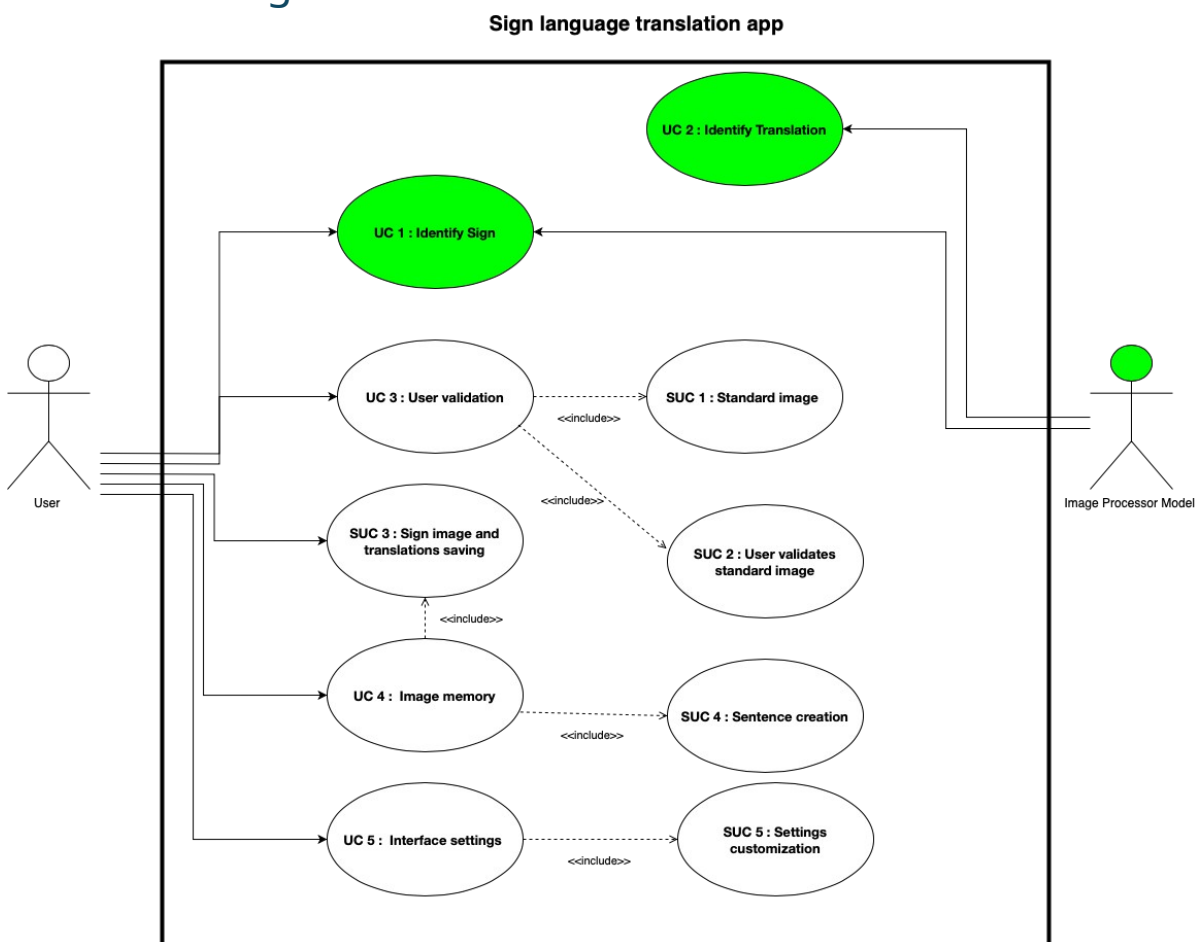 Sign language translation app
UC 2 : Identify Translation
UC 1 : Identify Sign
UC 3 : User validation
<<include>>
SUC 1 : Standard image
User
Image Processor Model
<<include>>
SUC 3 : Sign image and
translations saving
SUC 2 : User validates
standard image
<<include>>
UC 4 :  Image memory
<<include>>
SUC 4 : Sentence creation
UC 5 :  Interface settings
<<include>>
SUC 5 : Settings
customization